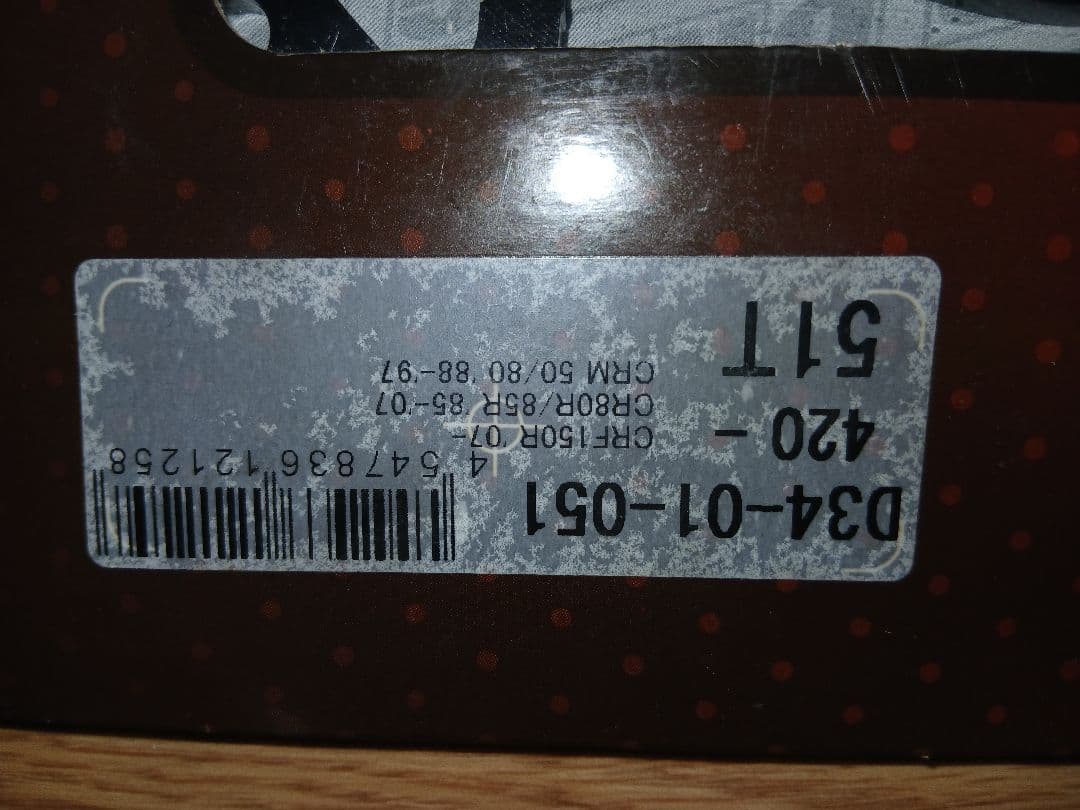 D34-01-051
420 -
51T
CRF150R '07-
CR80R/85R '85-'07
CRM 50/80 '88-'97
4 547836 121258